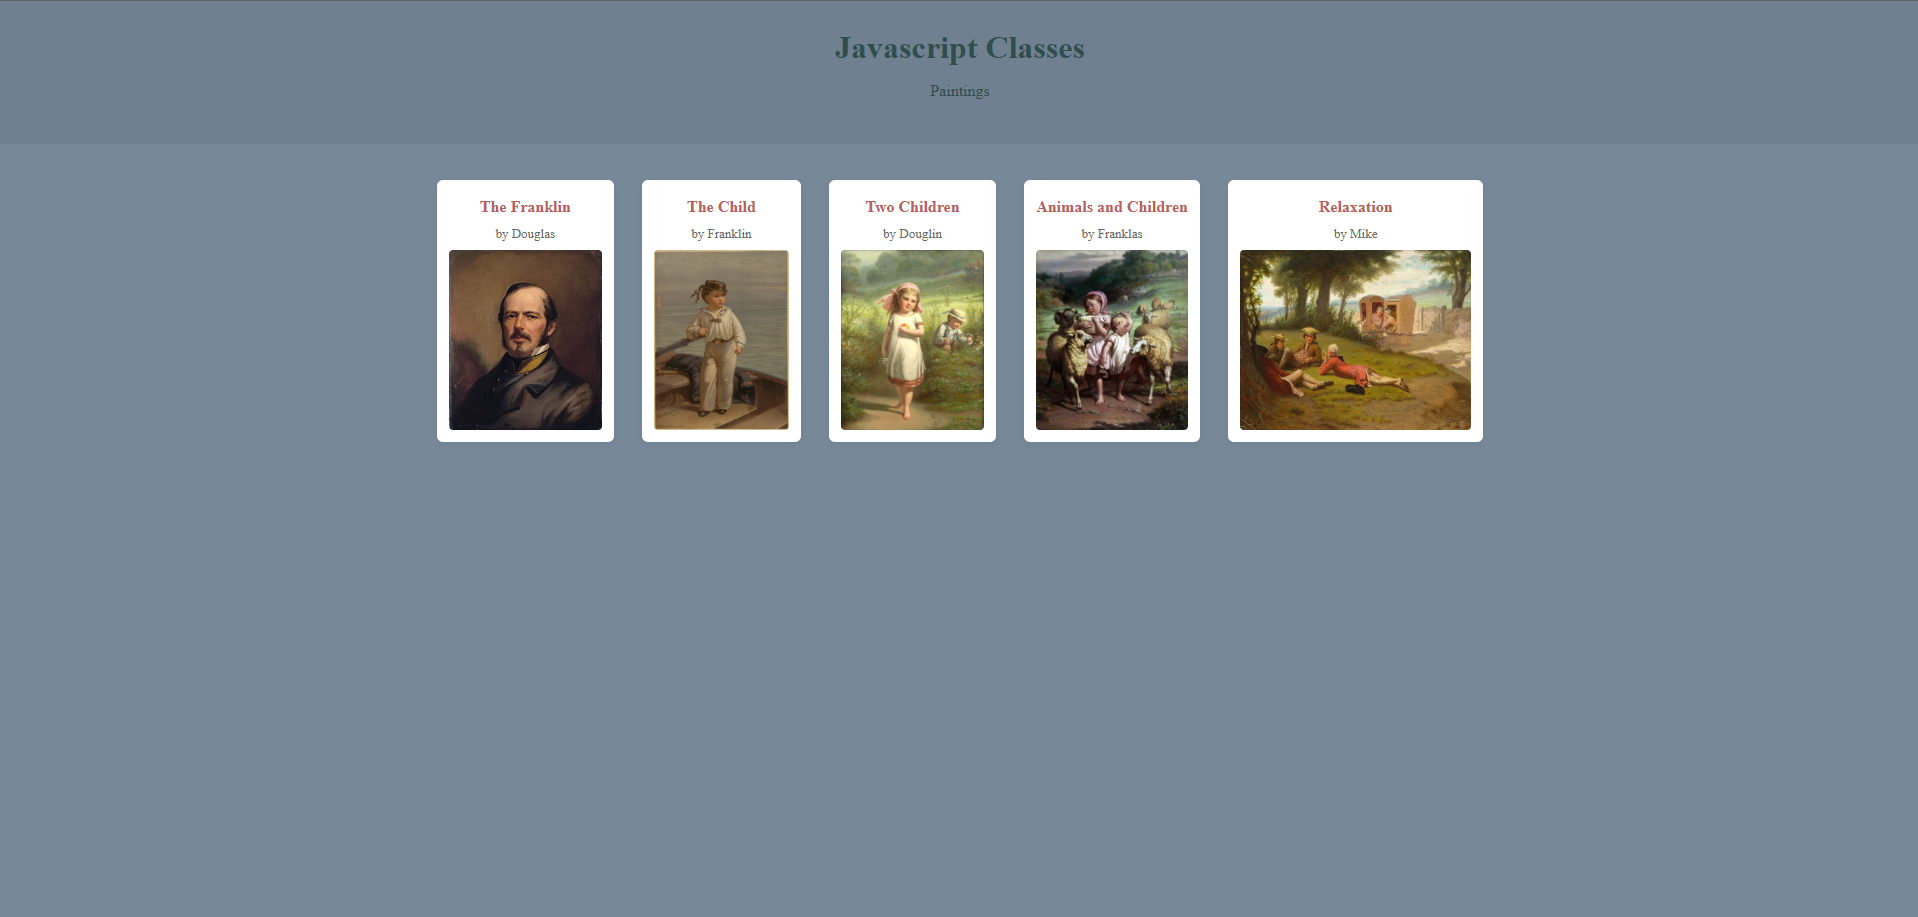 Javascript Classes
Paintings
The Franklin
by Douglas
The Child
by Franklin
Two Children
by Douglin
Animals and Children
by Franklas
Relaxation
by Mike